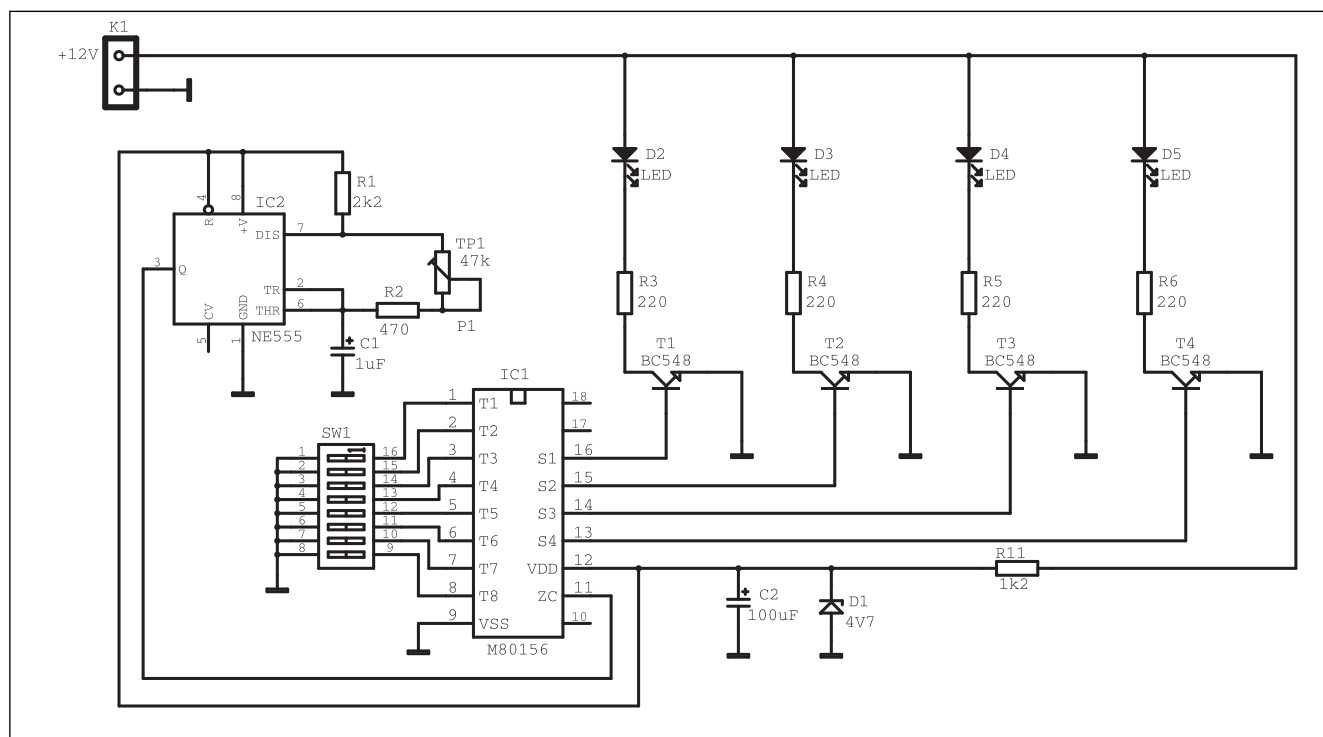 K1
+12V
D2
LED
D3
LED
D4
LED
D5
LED
R1
2k2
IC2
4
8
R
+V
DIS
7
TP1
47k
3
Q
TR
2
THR
6
R2
470
P1
CV
GND
5
1
NE555
C1
1uF
R3
220
R4
220
R5
220
R6
220
T1
BC548
T2
BC548
T3
BC548
T4
BC548
IC1
1
T1
18
2
T2
17
3
T3
S1
16
4
T4
S2
15
5
T5
S3
14
6
T6
S4
13
7
T7
VDD
12
8
T8
ZC
11
9
VSS
10
M80156
SW1
1
1
16
2
15
3
14
4
13
5
12
6
11
7
10
8
9
C2
100uF
D1
4V7
R11
1k2